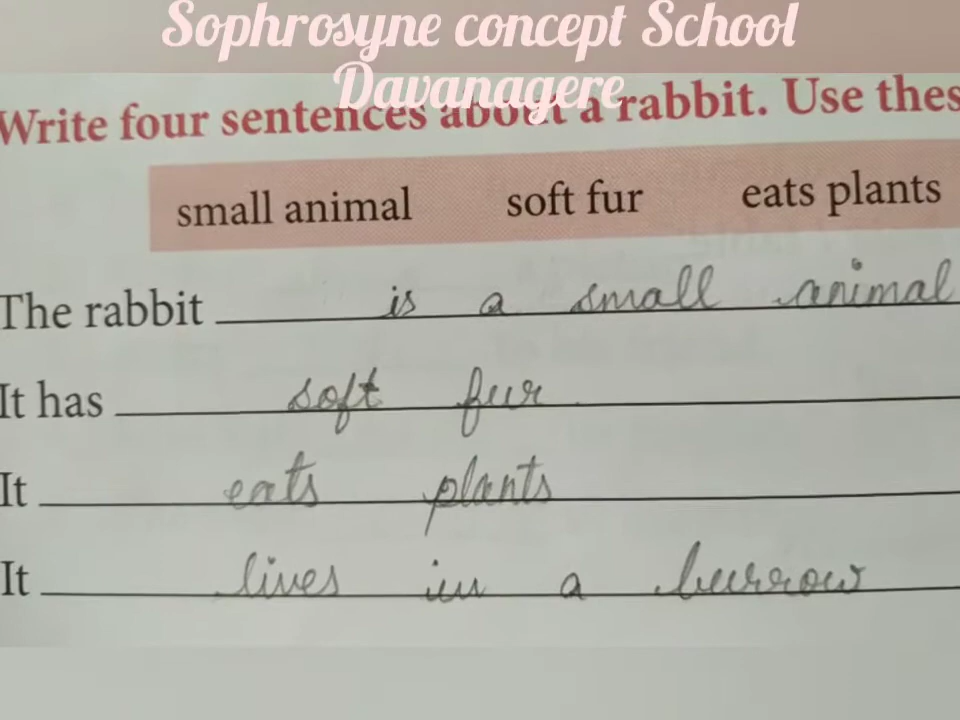 Sophrosyne concept School
Davanagere
Write four sentences about a rabbit. Use thes
small animal soft fur eats plants
The rabbit is a small animal
It has soft fur
It eats plants
It lives in a burrow